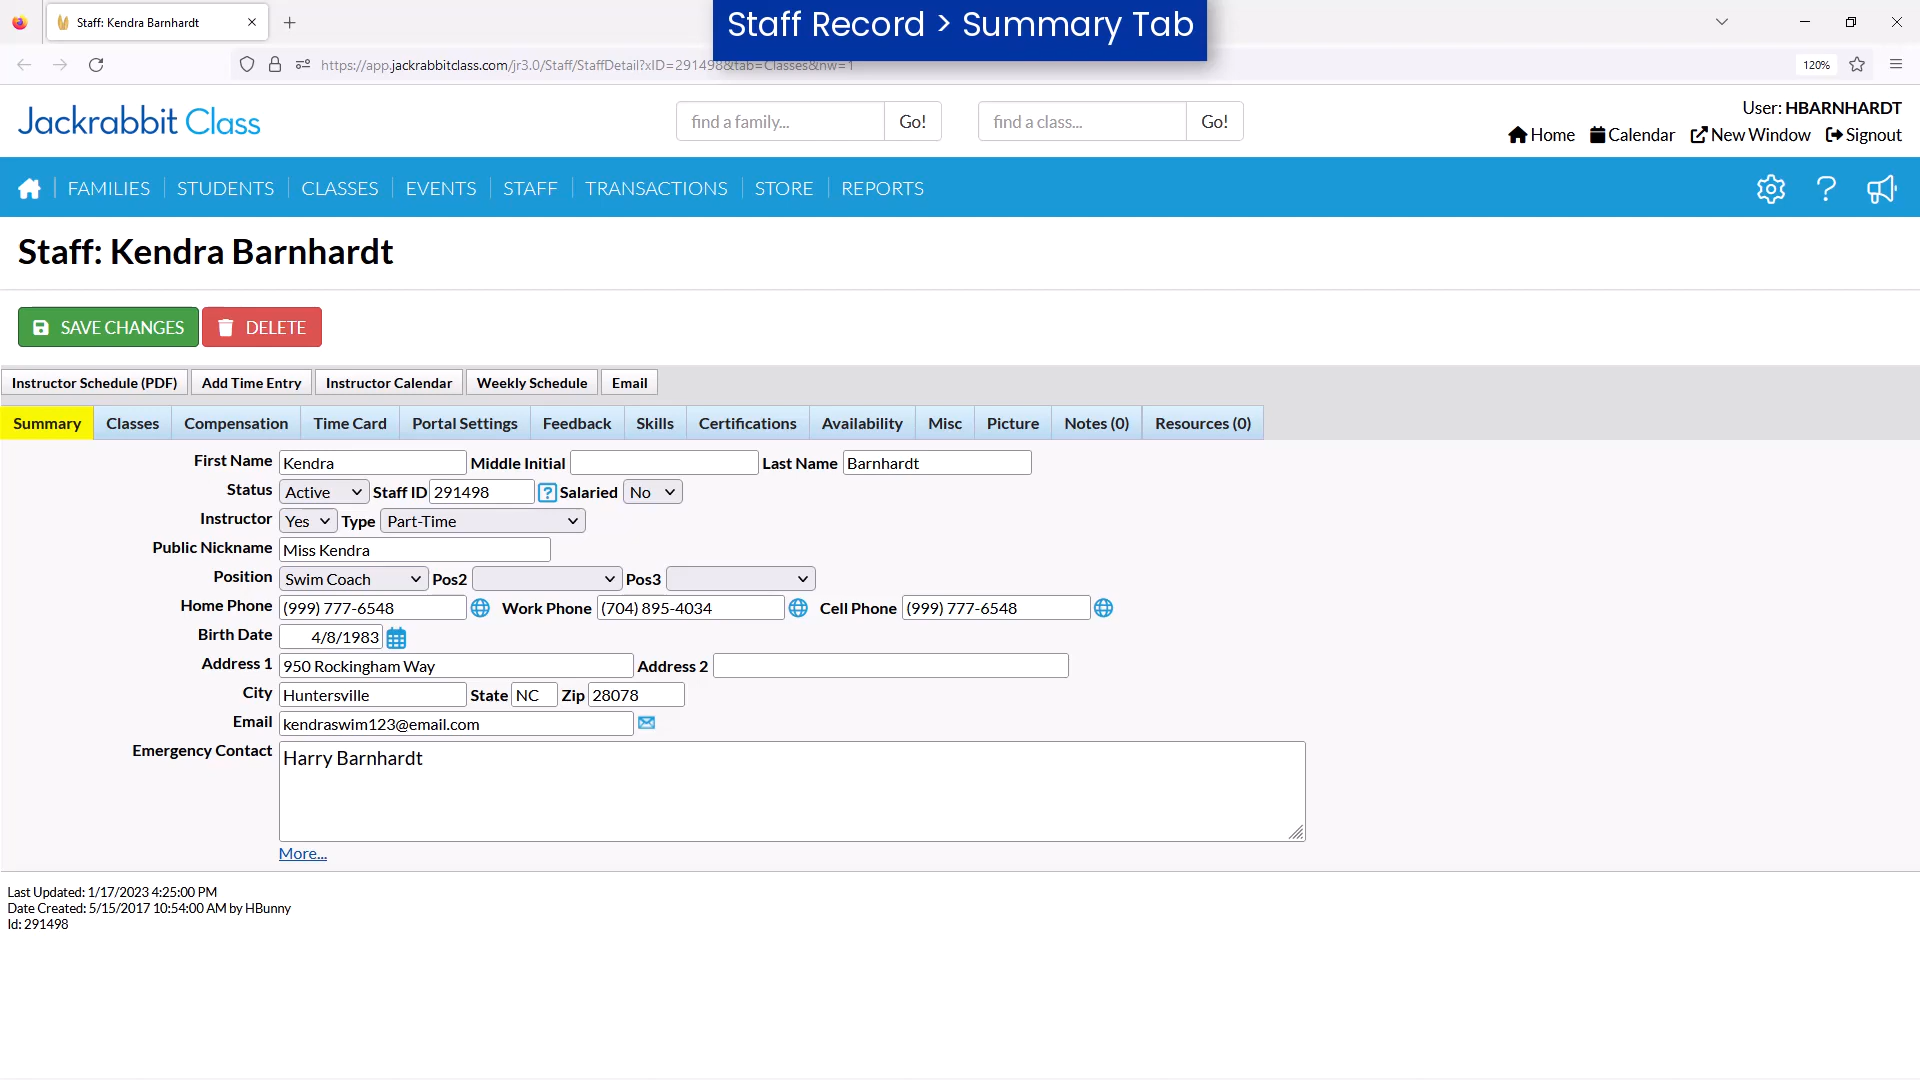 Staff: Kendra Barnhardt
Staff Record > Summary Tab
https://app.jackrabbitclass.com/jr3.0/Staff/StaffDetail?xID=291498&tab=Classes&nw=1
120%
Jackrabbit Class
find a family... Go! find a class... Go!
User: HBARNHARDT
Home Calendar New Window Signout
FAMILIES STUDENTS CLASSES EVENTS STAFF TRANSACTIONS STORE REPORTS
Staff: Kendra Barnhardt
SAVE CHANGES DELETE
Instructor Schedule (PDF) Add Time Entry Instructor Calendar Weekly Schedule Email
Summary Classes Compensation Time Card Portal Settings Feedback Skills Certifications Availability Misc Picture Notes (0) Resources (0)
First Name Kendra Middle Initial Last Name Barnhardt
Status Active Staff ID 291498 ? Salaried No
Instructor Yes Type Part-Time
Public Nickname Miss Kendra
Position Swim Coach Pos2 Pos3
Home Phone (999) 777-6548 Work Phone (704) 895-4034 Cell Phone (999) 777-6548
Birth Date 4/8/1983
Address 1 950 Rockingham Way Address 2
City Huntersville State NC Zip 28078
Email kendraswim123@email.com
Emergency Contact Harry Barnhardt
More...
Last Updated: 1/17/2023 4:25:00 PM
Date Created: 5/15/2017 10:54:00 AM by HBunny
Id: 291498